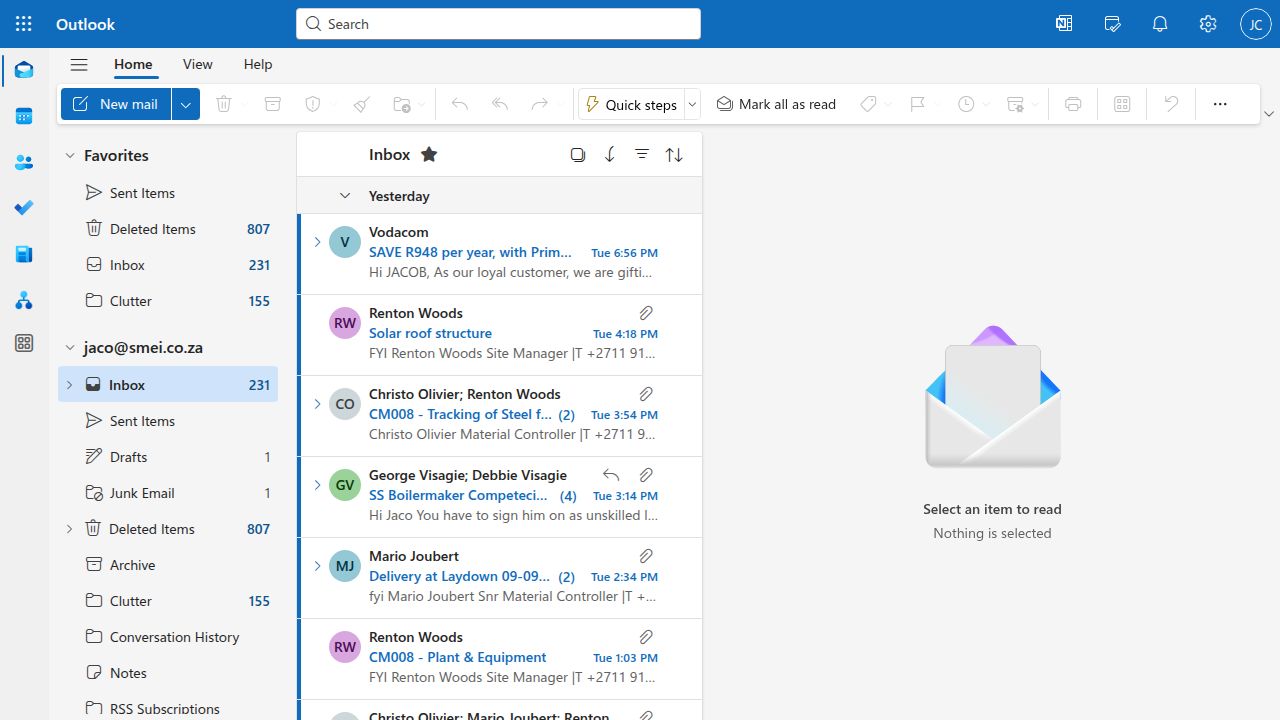 Outlook
Search
JC
Home
View
Help
New mail
Quick steps
Mark all as read
Favorites
Sent Items
Deleted Items 807
Inbox 231
Clutter 155
jaco@smei.co.za
Inbox 231
Sent Items
Drafts 1
Junk Email 1
Deleted Items 807
Archive
Clutter 155
Conversation History
Notes
RSS Subscriptions
Inbox
Yesterday
V
Vodacom
SAVE R948 per year, with Prim... Tue 6:56 PM
Hi JACOB, As our loyal customer, we are gifti...
RW
Renton Woods
Solar roof structure Tue 4:18 PM
FYI Renton Woods Site Manager |T +2711 91...
CO
Christo Olivier; Renton Woods
CM008 - Tracking of Steel f... (2) Tue 3:54 PM
Christo Olivier Material Controller |T +2711 9...
GV
George Visagie; Debbie Visagie
SS Boilermaker Competeci... (4) Tue 3:14 PM
Hi Jaco You have to sign him on as unskilled l...
MJ
Mario Joubert
Delivery at Laydown 09-09... (2) Tue 2:34 PM
fyi Mario Joubert Snr Material Controller |T +...
RW
Renton Woods
CM008 - Plant & Equipment Tue 1:03 PM
FYI Renton Woods Site Manager |T +2711 91...
Christo Olivier; Mario Joubert; Renton
Select an item to read
Nothing is selected